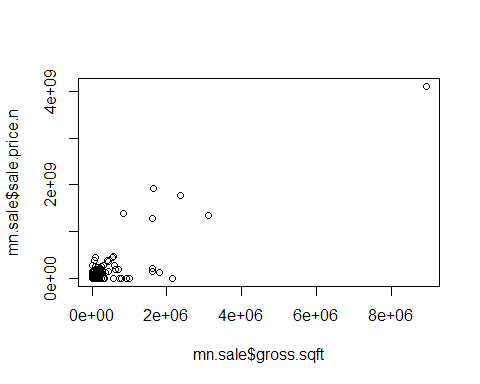 mn.sale$sale.price.n
4e+09
2e+09
0e+00
0e+00 2e+06 4e+06 6e+06 8e+06
mn.sale$gross.sqft